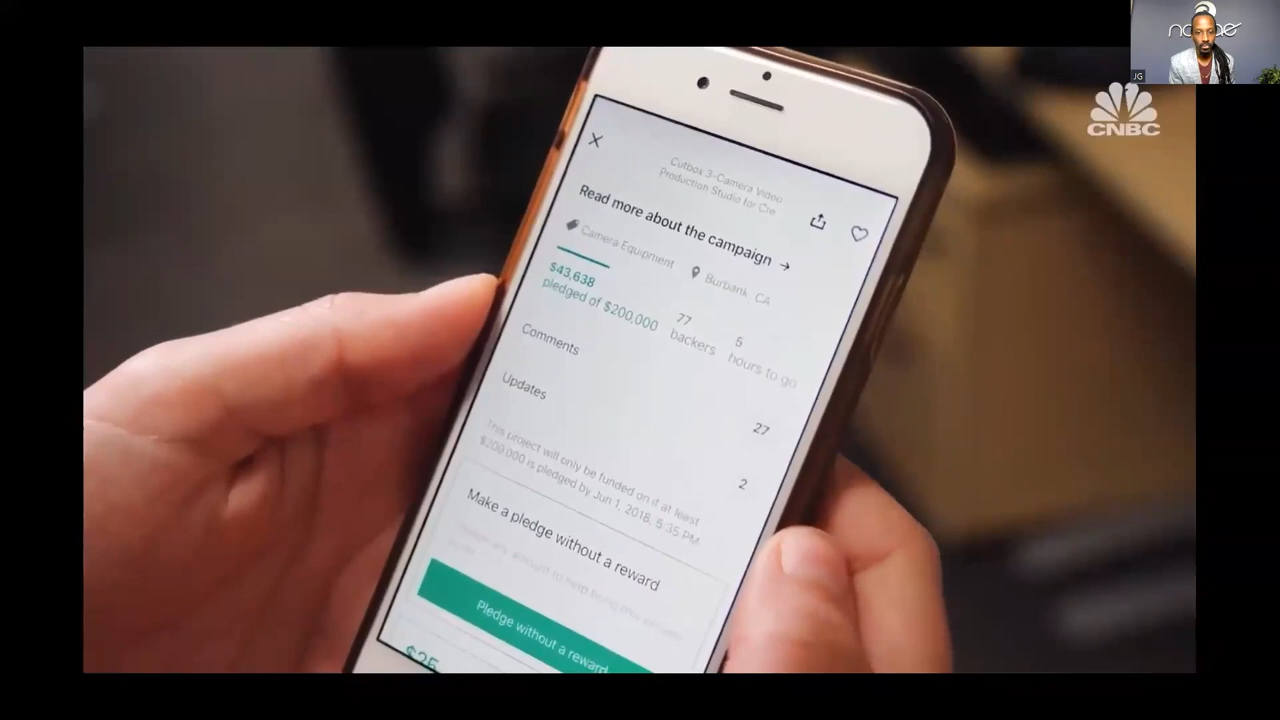 JG
CNBC
Cutbox 3-Camera Video
Production Studio for Cre
Read more about the campaign →
Camera Equipment
Burbank, CA
$43,638
pledged of $200,000
77
backers
5
hours to go
Comments
27
Updates
2
This project will only be funded on if at least
$200,000 is pledged by Jun 1, 2018, 5:35 PM
Make a pledge without a reward
Pledge without a reward
$25